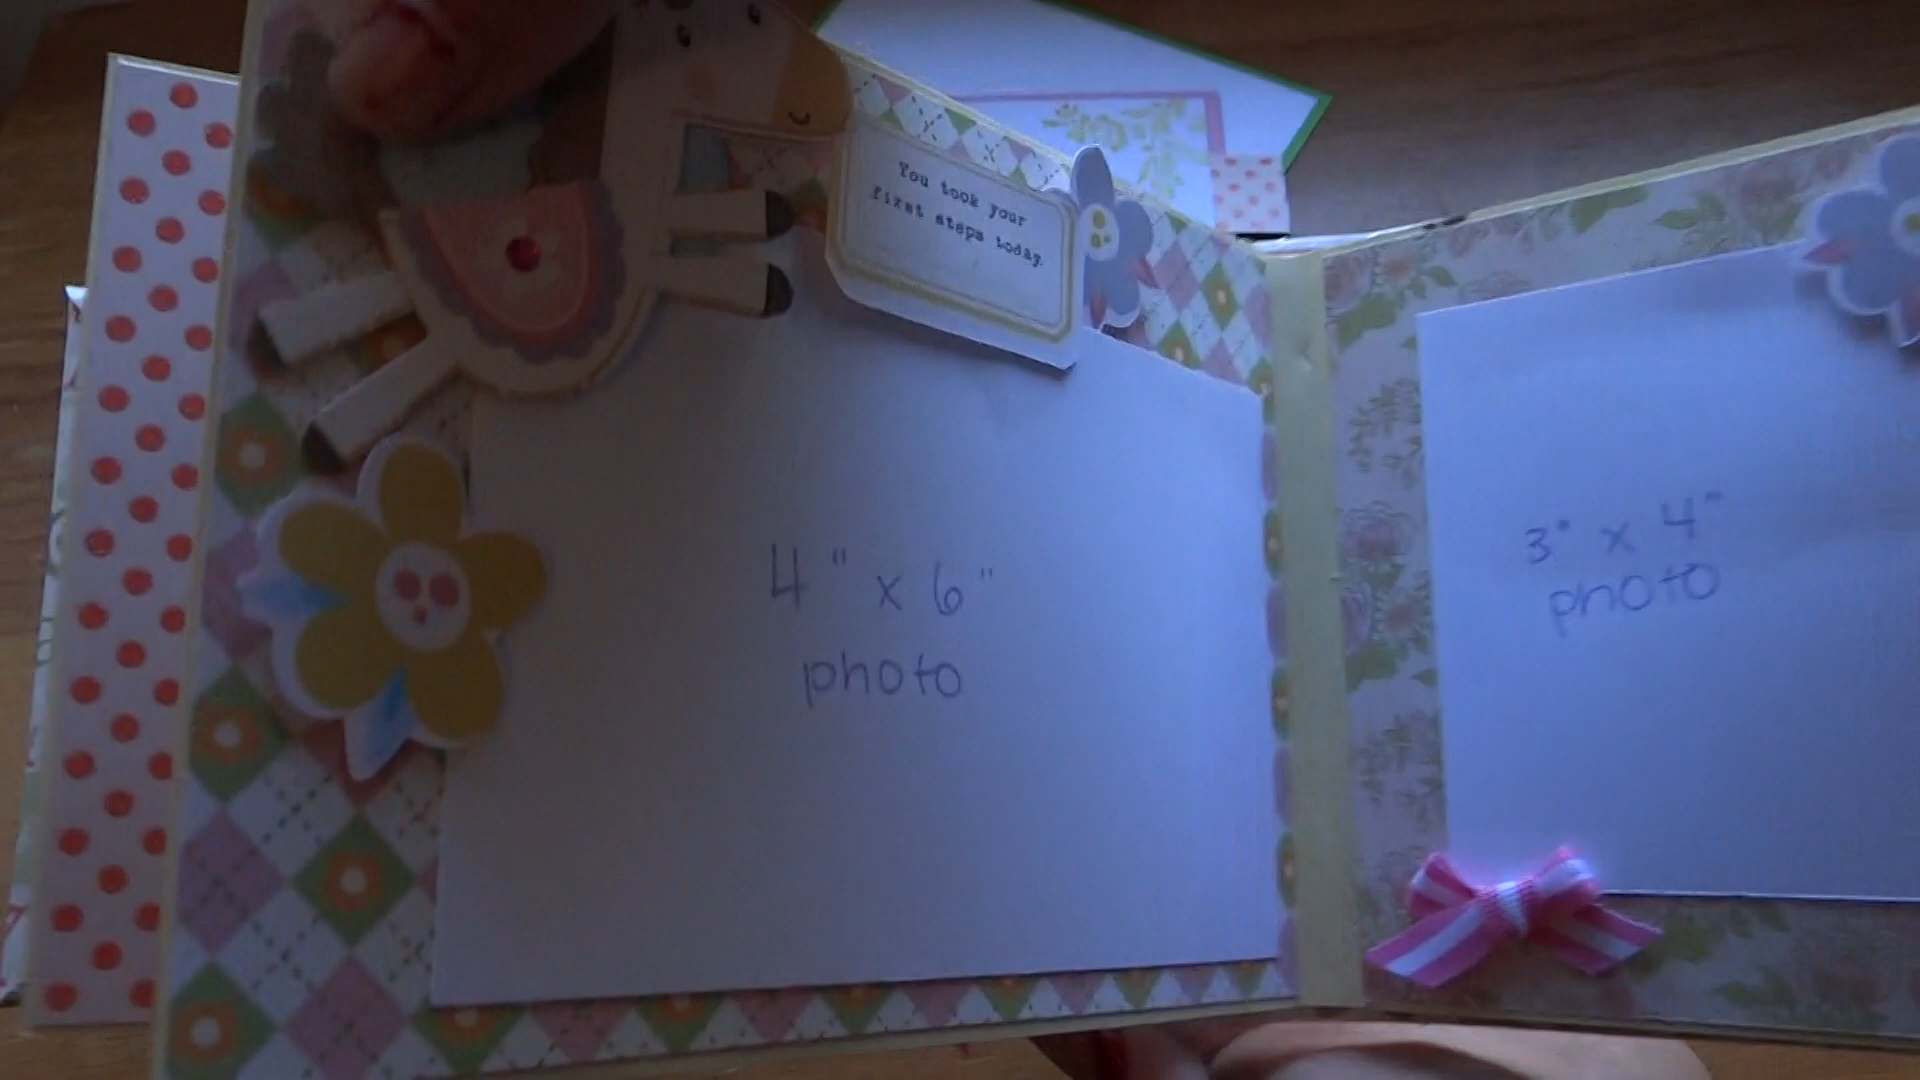 You took your
first steps today.
4" x 6"
photo
3" x 4"
photo